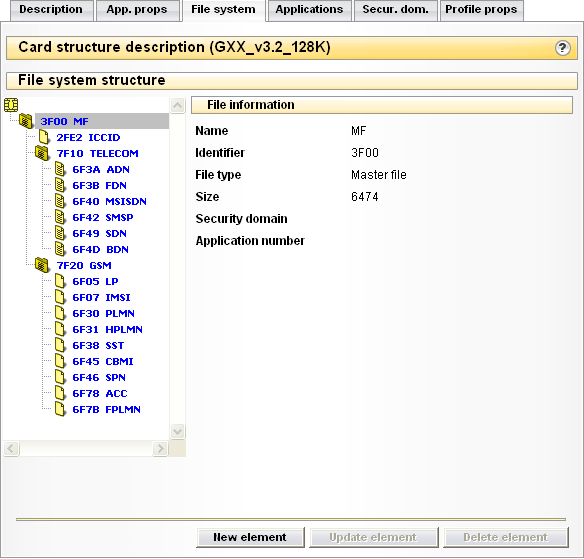 Description App. props File system Applications Secur. dom. Profile props
Card structure description (GXX_v3.2_128K) ?
File system structure
3F00 MF
2FE2 ICCID
7F10 TELECOM
6F3A ADN
6F3B FDN
6F40 MSISDN
6F42 SMSP
6F49 SDN
6F4D BDN
7F20 GSM
6F05 LP
6F07 IMSI
6F30 PLMN
6F31 HPLMN
6F38 SST
6F45 CBMI
6F46 SPN
6F78 ACC
6F7B FPLMN
File information
Name MF
Identifier 3F00
File type Master file
Size 6474
Security domain
Application number
New element Update element Delete element